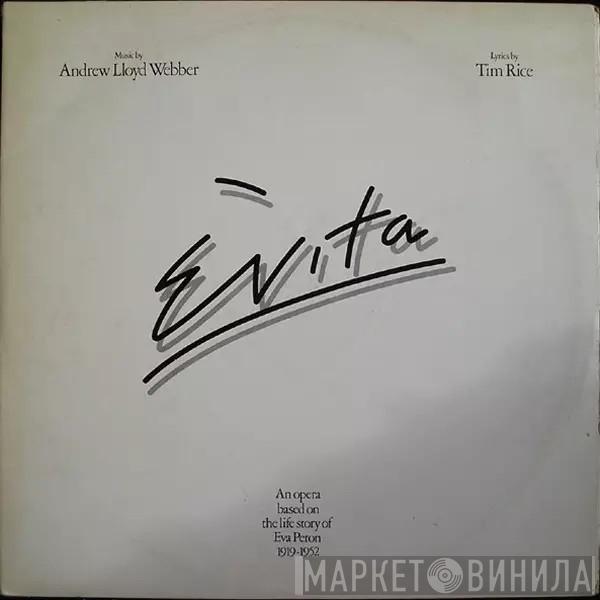 Music by
Andrew Lloyd Webber
Lyrics by
Tim Rice
Evita
An opera
based on
the life story of
Eva Peron
1919-1952
МАРКЕТ ВИНИЛА